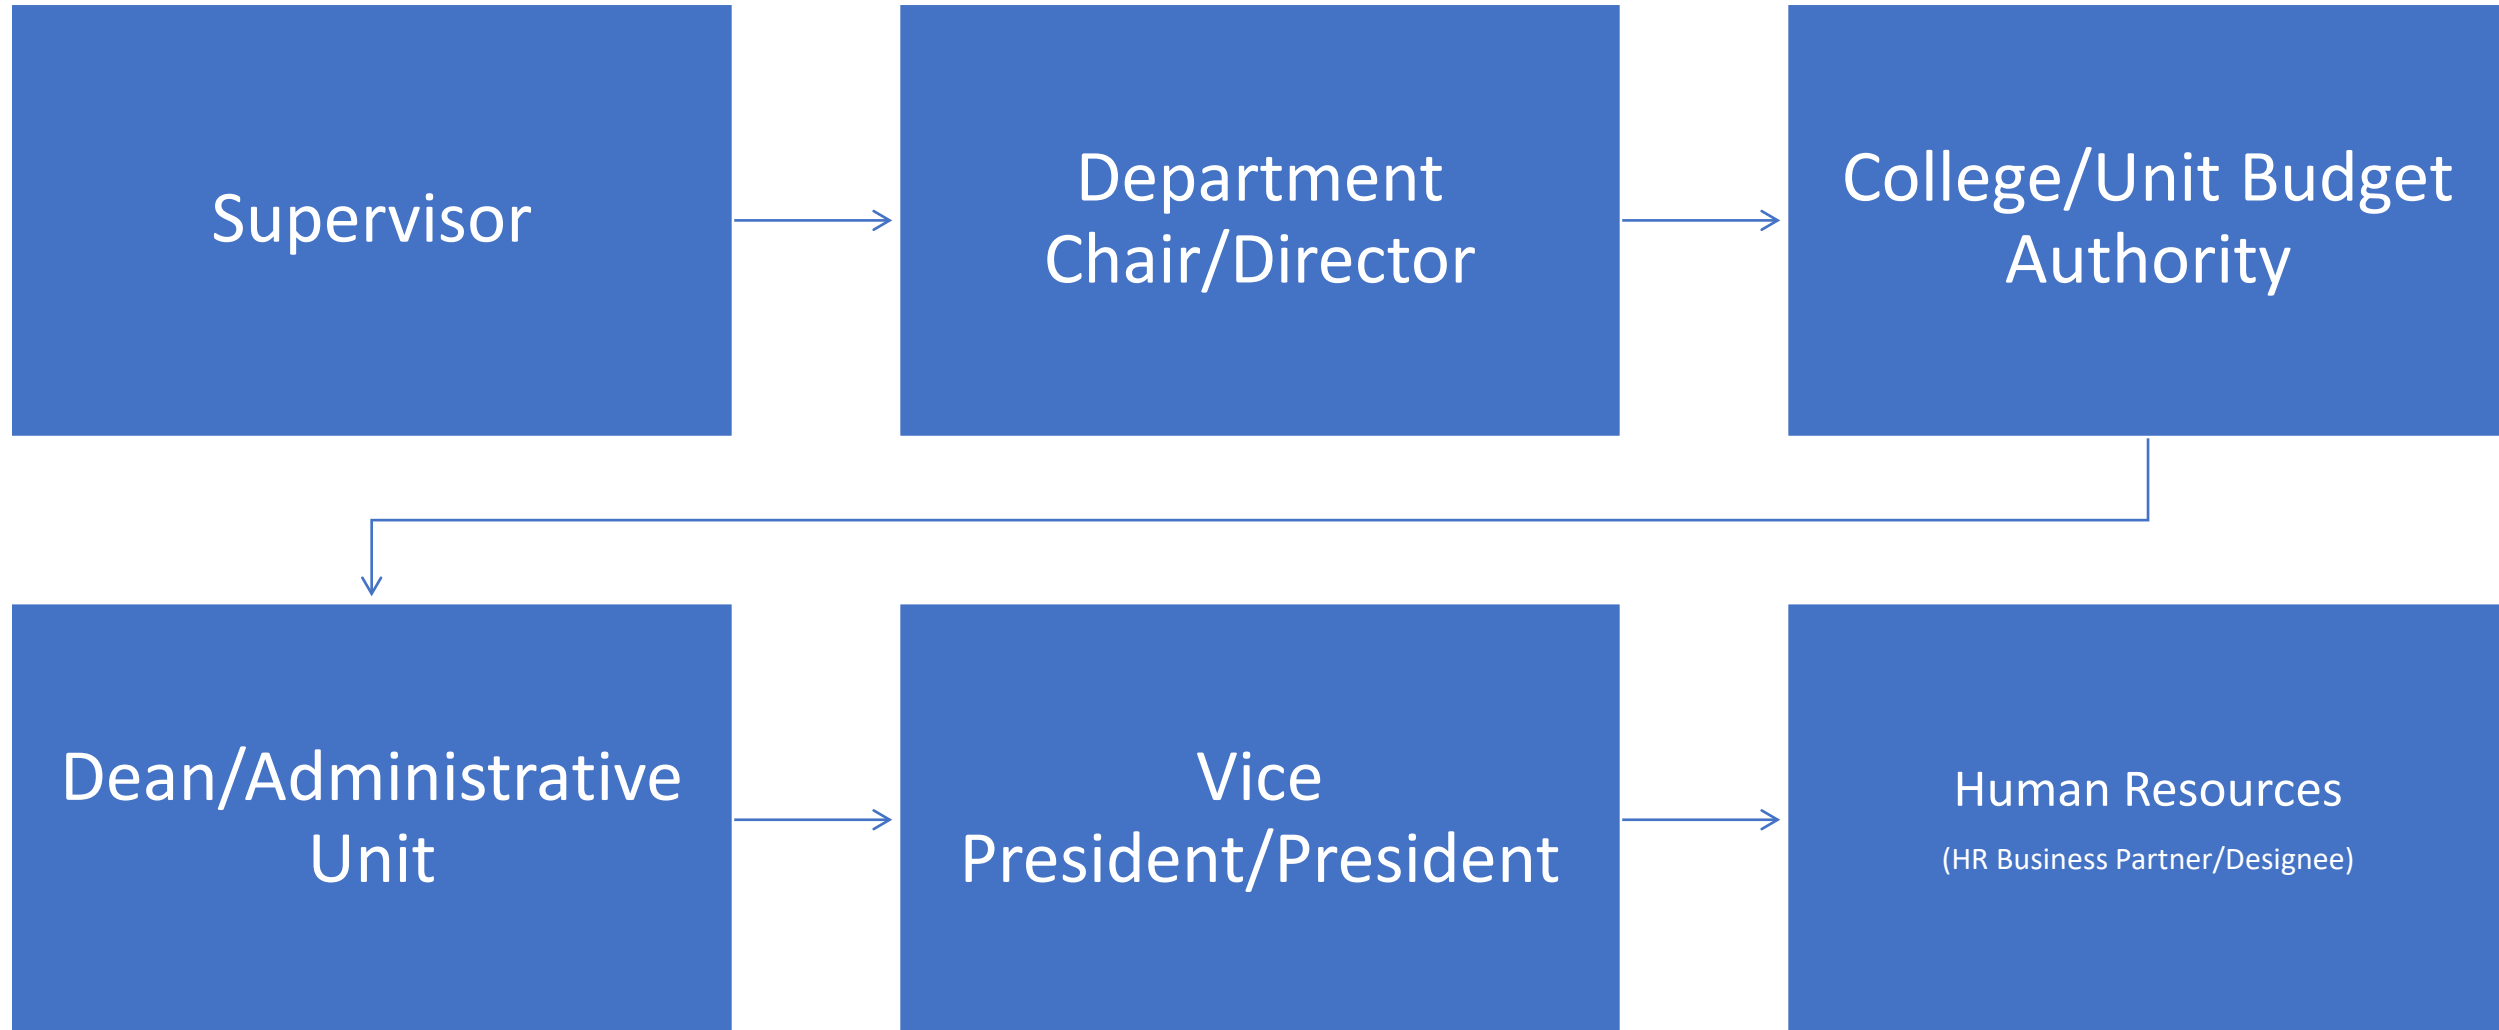 Supervisor
Department
Chair/Director
College/Unit Budget
Authority
Dean/Administrative
Unit
Vice
President/President
Human Resources
(HR Business Partner/Designee)